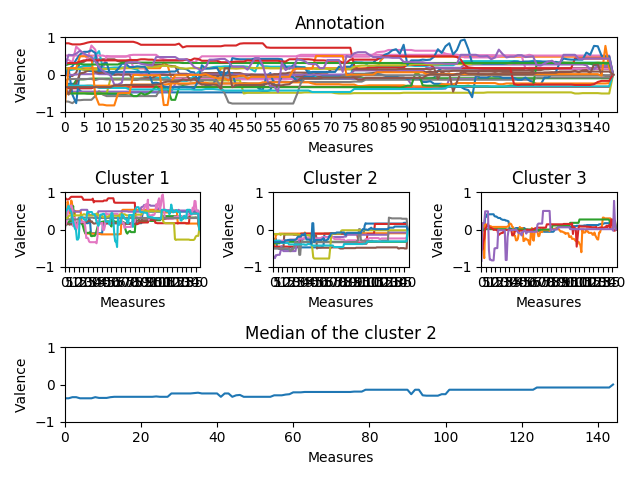 Annotation
Valence
1
0
−1
0 5 10 15 20 25 30 35 40 45 50 55 60 65 70 75 80 85 90 95 100 105 110 115 120 125 130 135 140
Measures
Cluster 1 Cluster 2 Cluster 3
Valence Valence Valence
1 1 1
0 0 0
−1 −1 −1
Measures Measures Measures
Median of the cluster 2
Valence
1
0
−1
0 20 40 60 80 100 120 140
Measures